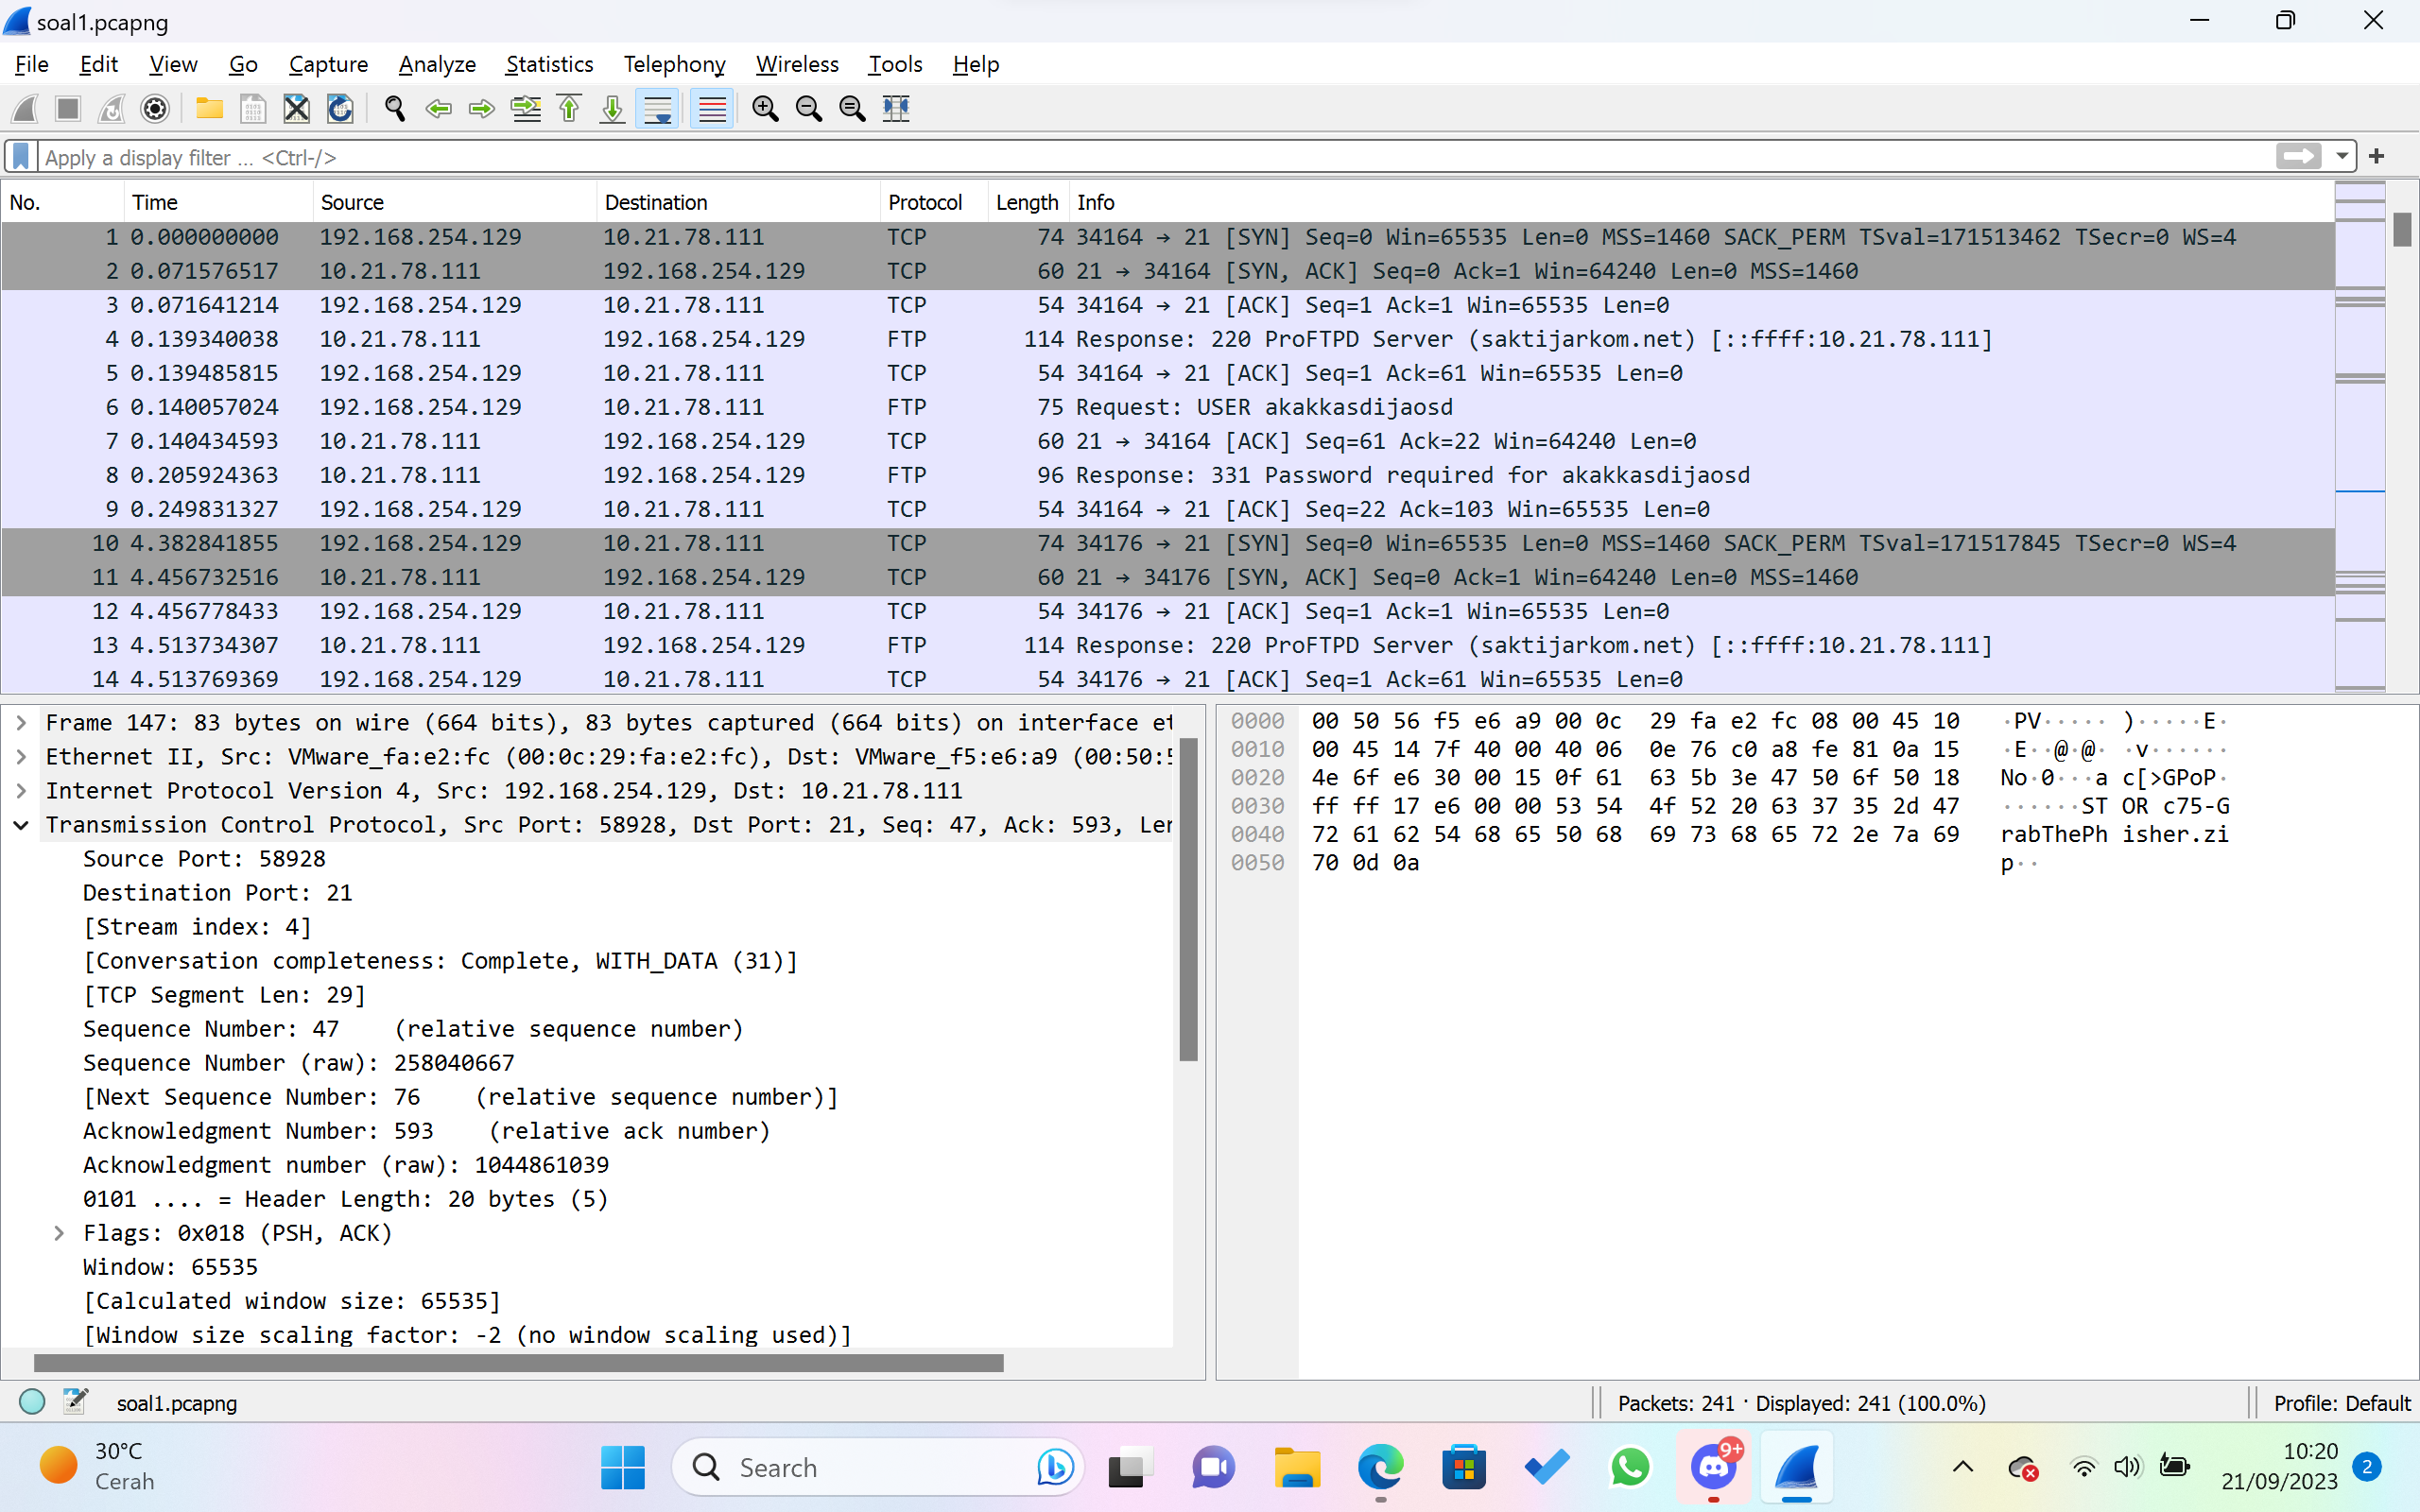 soal1.pcapng
File Edit View Go Capture Analyze Statistics Telephony Wireless Tools Help
Apply a display filter … <Ctrl-/>
No. Time Source Destination Protocol Length Info
1 0.000000000 192.168.254.129 10.21.78.111 TCP 74 34164 → 21 [SYN] Seq=0 Win=65535 Len=0 MSS=1460 SACK_PERM TSval=171513462 TSecr=0 WS=4
2 0.071576517 10.21.78.111 192.168.254.129 TCP 60 21 → 34164 [SYN, ACK] Seq=0 Ack=1 Win=64240 Len=0 MSS=1460
3 0.071641214 192.168.254.129 10.21.78.111 TCP 54 34164 → 21 [ACK] Seq=1 Ack=1 Win=65535 Len=0
4 0.139340038 10.21.78.111 192.168.254.129 FTP 114 Response: 220 ProFTPD Server (saktijarkom.net) [::ffff:10.21.78.111]
5 0.139485815 192.168.254.129 10.21.78.111 TCP 54 34164 → 21 [ACK] Seq=1 Ack=61 Win=65535 Len=0
6 0.140057024 192.168.254.129 10.21.78.111 FTP 75 Request: USER akakkasdijaosd
7 0.140434593 10.21.78.111 192.168.254.129 TCP 60 21 → 34164 [ACK] Seq=61 Ack=22 Win=64240 Len=0
8 0.205924363 10.21.78.111 192.168.254.129 FTP 96 Response: 331 Password required for akakkasdijaosd
9 0.249831327 192.168.254.129 10.21.78.111 TCP 54 34164 → 21 [ACK] Seq=22 Ack=103 Win=65535 Len=0
10 4.382841855 192.168.254.129 10.21.78.111 TCP 74 34176 → 21 [SYN] Seq=0 Win=65535 Len=0 MSS=1460 SACK_PERM TSval=171517845 TSecr=0 WS=4
11 4.456732516 10.21.78.111 192.168.254.129 TCP 60 21 → 34176 [SYN, ACK] Seq=0 Ack=1 Win=64240 Len=0 MSS=1460
12 4.456778433 192.168.254.129 10.21.78.111 TCP 54 34176 → 21 [ACK] Seq=1 Ack=1 Win=65535 Len=0
13 4.513734307 10.21.78.111 192.168.254.129 FTP 114 Response: 220 ProFTPD Server (saktijarkom.net) [::ffff:10.21.78.111]
14 4.513769369 192.168.254.129 10.21.78.111 TCP 54 34176 → 21 [ACK] Seq=1 Ack=61 Win=65535 Len=0
Frame 147: 83 bytes on wire (664 bits), 83 bytes captured (664 bits) on interface et
Ethernet II, Src: VMware_fa:e2:fc (00:0c:29:fa:e2:fc), Dst: VMware_f5:e6:a9 (00:50:5
Internet Protocol Version 4, Src: 192.168.254.129, Dst: 10.21.78.111
Transmission Control Protocol, Src Port: 58928, Dst Port: 21, Seq: 47, Ack: 593, Len
Source Port: 58928
Destination Port: 21
[Stream index: 4]
[Conversation completeness: Complete, WITH_DATA (31)]
[TCP Segment Len: 29]
Sequence Number: 47 (relative sequence number)
Sequence Number (raw): 258040667
[Next Sequence Number: 76 (relative sequence number)]
Acknowledgment Number: 593 (relative ack number)
Acknowledgment number (raw): 1044861039
0101 .... = Header Length: 20 bytes (5)
Flags: 0x018 (PSH, ACK)
Window: 65535
[Calculated window size: 65535]
[Window size scaling factor: -2 (no window scaling used)]
0000 00 50 56 f5 e6 a9 00 0c 29 fa e2 fc 08 00 45 10 ·PV····· )·····E·
0010 00 45 14 7f 40 00 40 06 0e 76 c0 a8 fe 81 0a 15 ·E··@·@· ·v······
0020 4e 6f e6 30 00 15 0f 61 63 5b 3e 47 50 6f 50 18 No·0···a c[>GPoP·
0030 ff ff 17 e6 00 00 53 54 4f 52 20 63 37 35 2d 47 ······ST OR c75-G
0040 72 61 62 54 68 65 50 68 69 73 68 65 72 2e 7a 69 rabThePh isher.zi
0050 70 0d 0a p··
soal1.pcapng Packets: 241 · Displayed: 241 (100.0%) Profile: Default
30°C
Cerah
Search
9+
10:20
21/09/2023
2